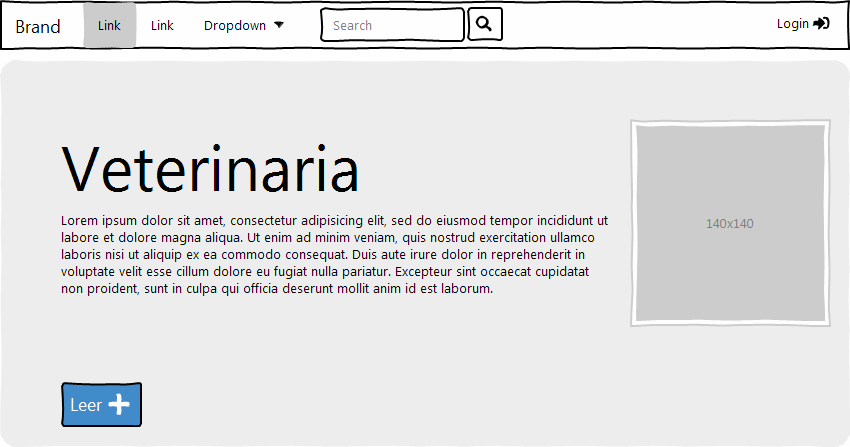 Brand Link Link Dropdown Search Login
Veterinaria
Lorem ipsum dolor sit amet, consectetur adipisicing elit, sed do eiusmod tempor incididunt ut
labore et dolore magna aliqua. Ut enim ad minim veniam, quis nostrud exercitation ullamco
laboris nisi ut aliquip ex ea commodo consequat. Duis aute irure dolor in reprehenderit in
voluptate velit esse cillum dolore eu fugiat nulla pariatur. Excepteur sint occaecat cupidatat
non proident, sunt in culpa qui officia deserunt mollit anim id est laborum.
140x140
Leer